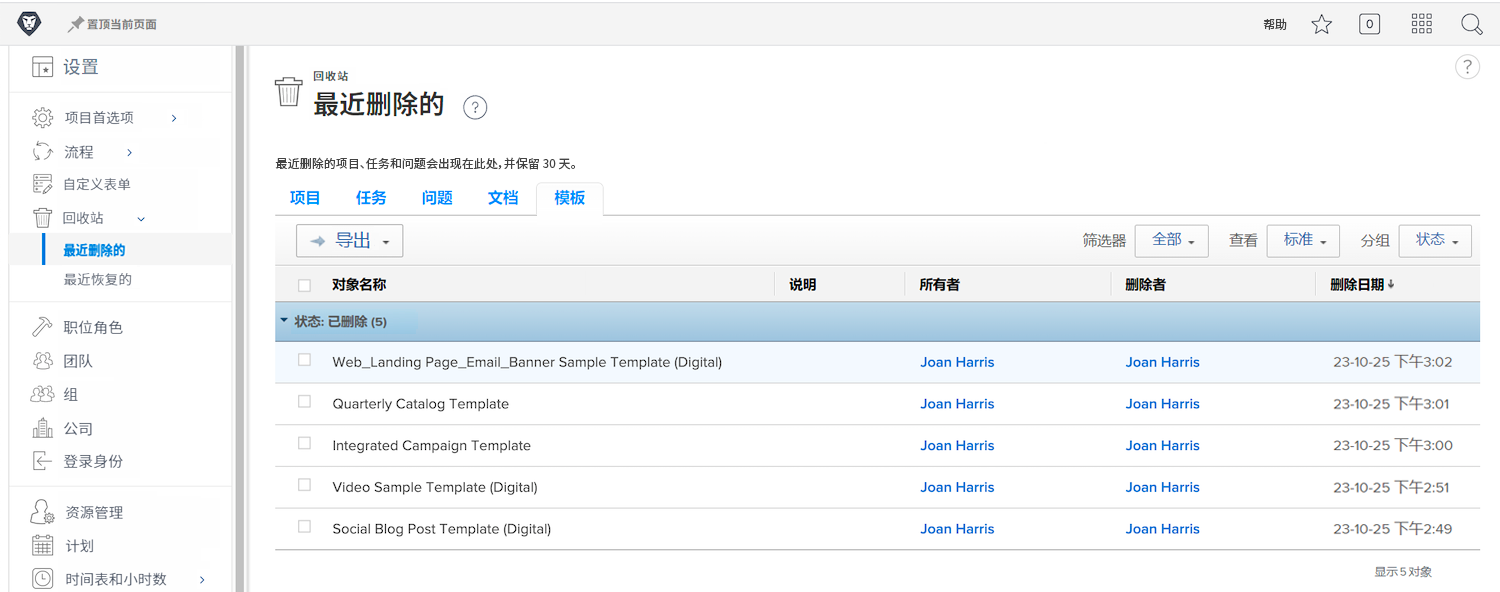 置顶当前页面
帮助
0
设置
项目首选项
流程
自定义表单
回收站
最近删除的
最近恢复的
职位角色
团队
组
公司
登录身份
资源管理
计划
时间表和小时数
?
回收站
最近删除的 ?
最近删除的项目、任务和问题会出现在此处,并保留 30 天。
项目 任务 问题 文档 模板
导出 筛选器 全部 查看 标准 分组 状态
对象名称 说明 所有者 删除者 删除日期
状态: 已删除 (5)
Web_Landing Page_Email_Banner Sample Template (Digital) Joan Harris Joan Harris 23-10-25 下午3:02
Quarterly Catalog Template Joan Harris Joan Harris 23-10-25 下午3:01
Integrated Campaign Template Joan Harris Joan Harris 23-10-25 下午3:00
Video Sample Template (Digital) Joan Harris Joan Harris 23-10-25 下午2:51
Social Blog Post Template (Digital) Joan Harris Joan Harris 23-10-25 下午2:49
显示 5 对象